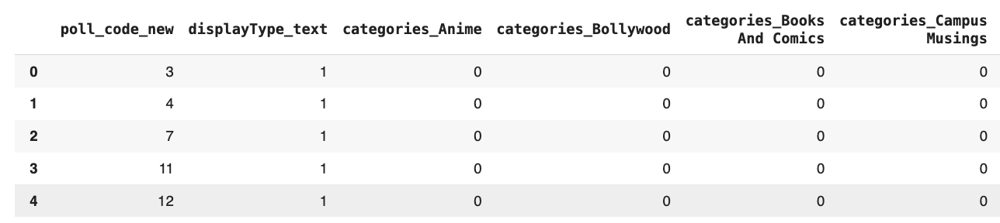 poll_code_new displayType_text categories_Anime categories_Bollywood categories_Books And Comics categories_Campus Musings
0 3 1 0 0 0 0
1 4 1 0 0 0 0
2 7 1 0 0 0 0
3 11 1 0 0 0 0
4 12 1 0 0 0 0